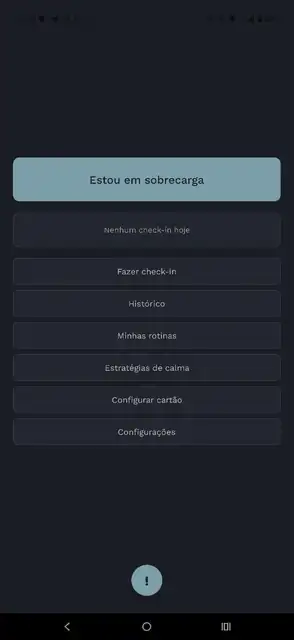 Estou em sobrecarga
Nenhum check-in hoje
Fazer check-in
Histórico
Minhas rotinas
Estratégias de calma
Configurar cartão
Configurações
!